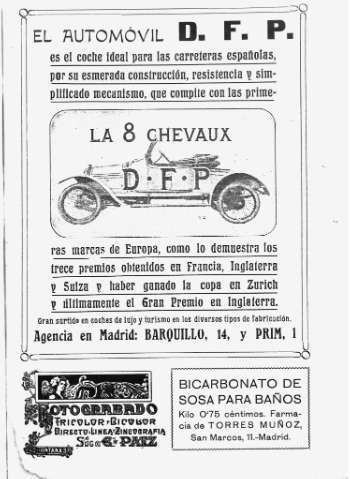 EL AUTOMÓVIL D. F. P.
es el coche ideal para las carreteras españolas,
por su esmerada construcción, resistencia y sim-
plificado mecanismo, que compite con las prime-
LA 8 CHEVAUX
D·F·P
ras marcas de Europa, como lo demuestra los
trece premios obtenidos en Francia, Inglaterra
y Suiza y haber ganado la copa en Zurich
y últimamente el Gran Premio en Inglaterra.
Gran surtido en coches de lujo y turismo en los diversos tipos de fabricación.
Agencia en Madrid: BARQUILLO, 14, y PRIM, 1
FOTOGRABADO
TRICOLOR Y BICOLOR
DIRECTO-LINEA-ZINCOGRAFIA
PAEZ
QUINTANA
BICARBONATO DE
SOSA PARA BAÑOS
Kilo 0'75 céntimos. Farma-
cia de TORRES MUÑOZ,
San Marcos, 11.-Madrid.